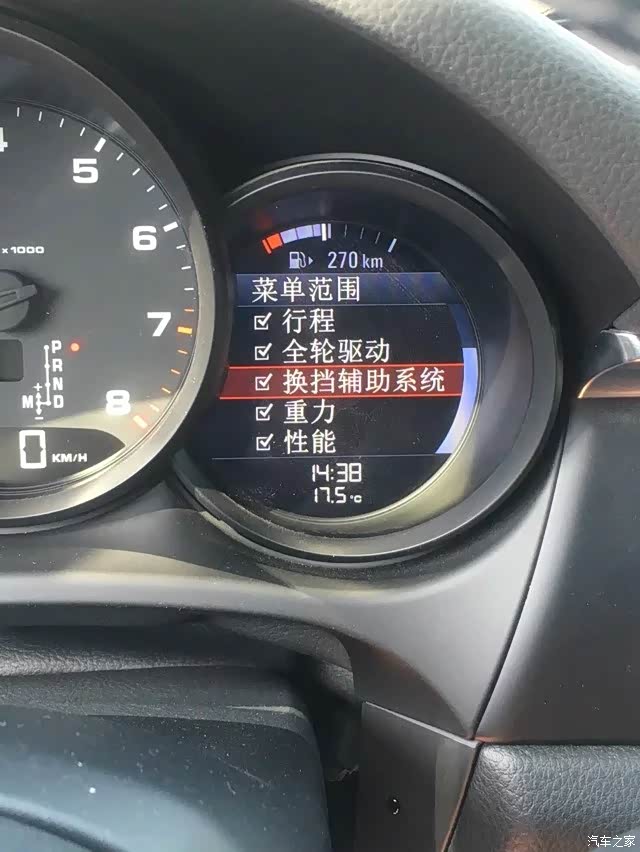 4
5
6
7
8
x1000
P
R
N
+
M D
-
0 KM/H
270 km
菜单范围
行程
全轮驱动
换挡辅助系统
重力
性能
14:38
17.5°C
汽车之家